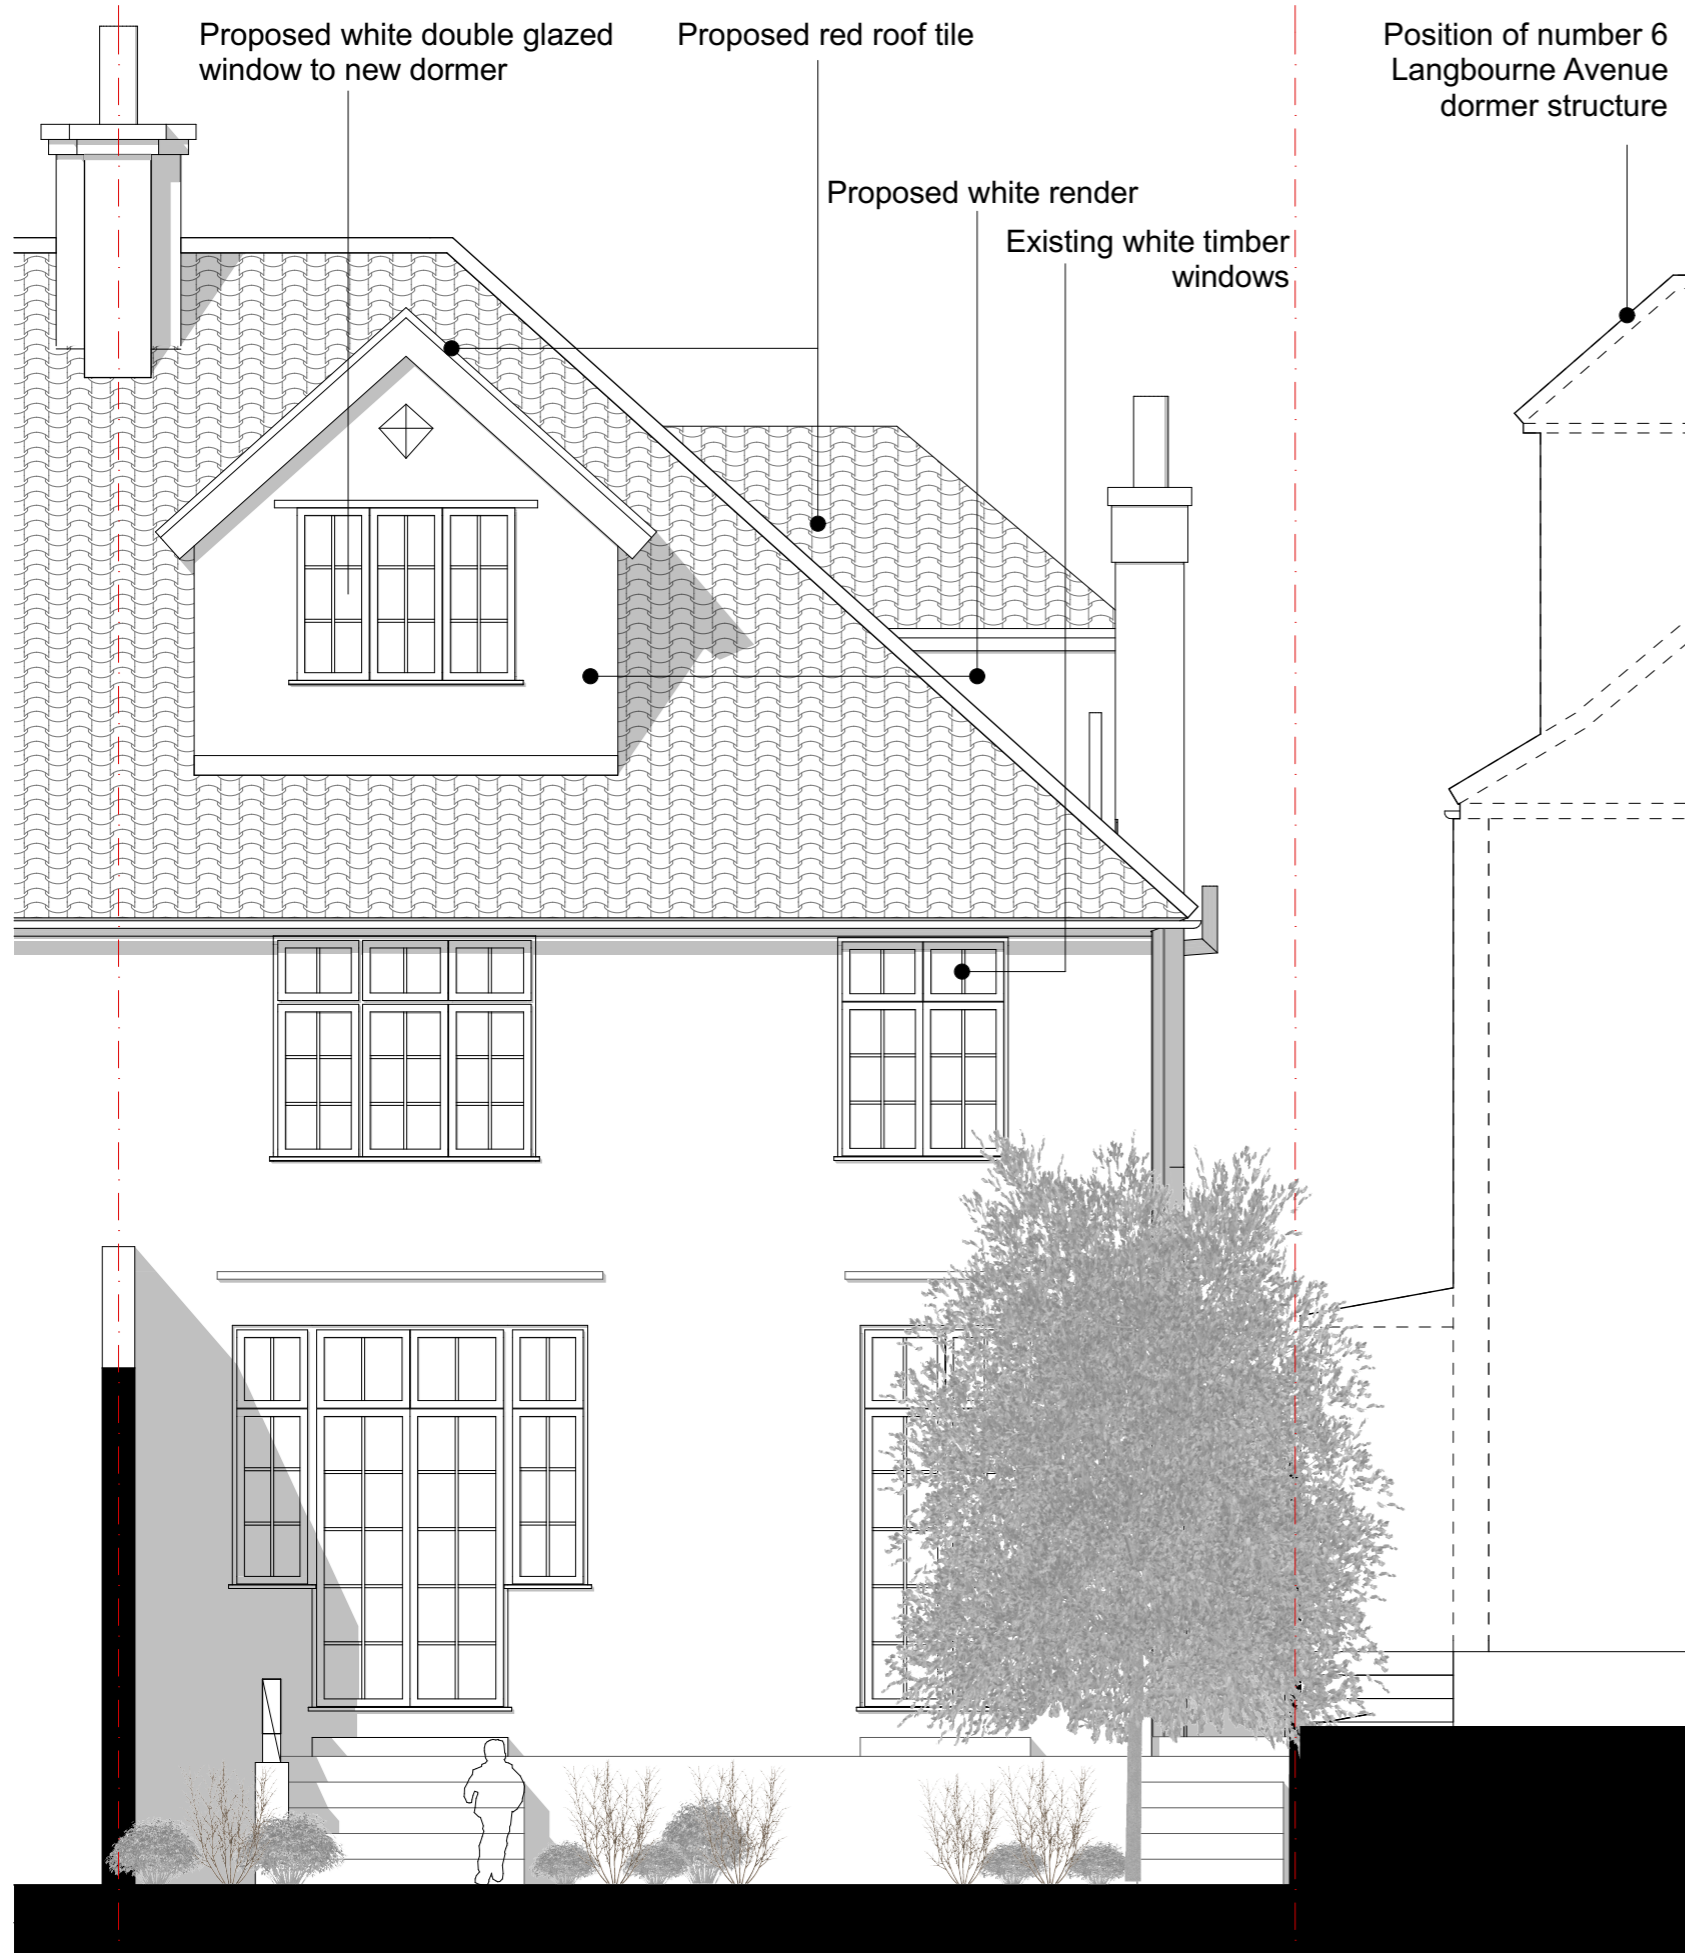 Proposed white double glazed
window to new dormer
Proposed red roof tile
Position of number 6
Langbourne Avenue
dormer structure
Proposed white render
Existing white timber
windows